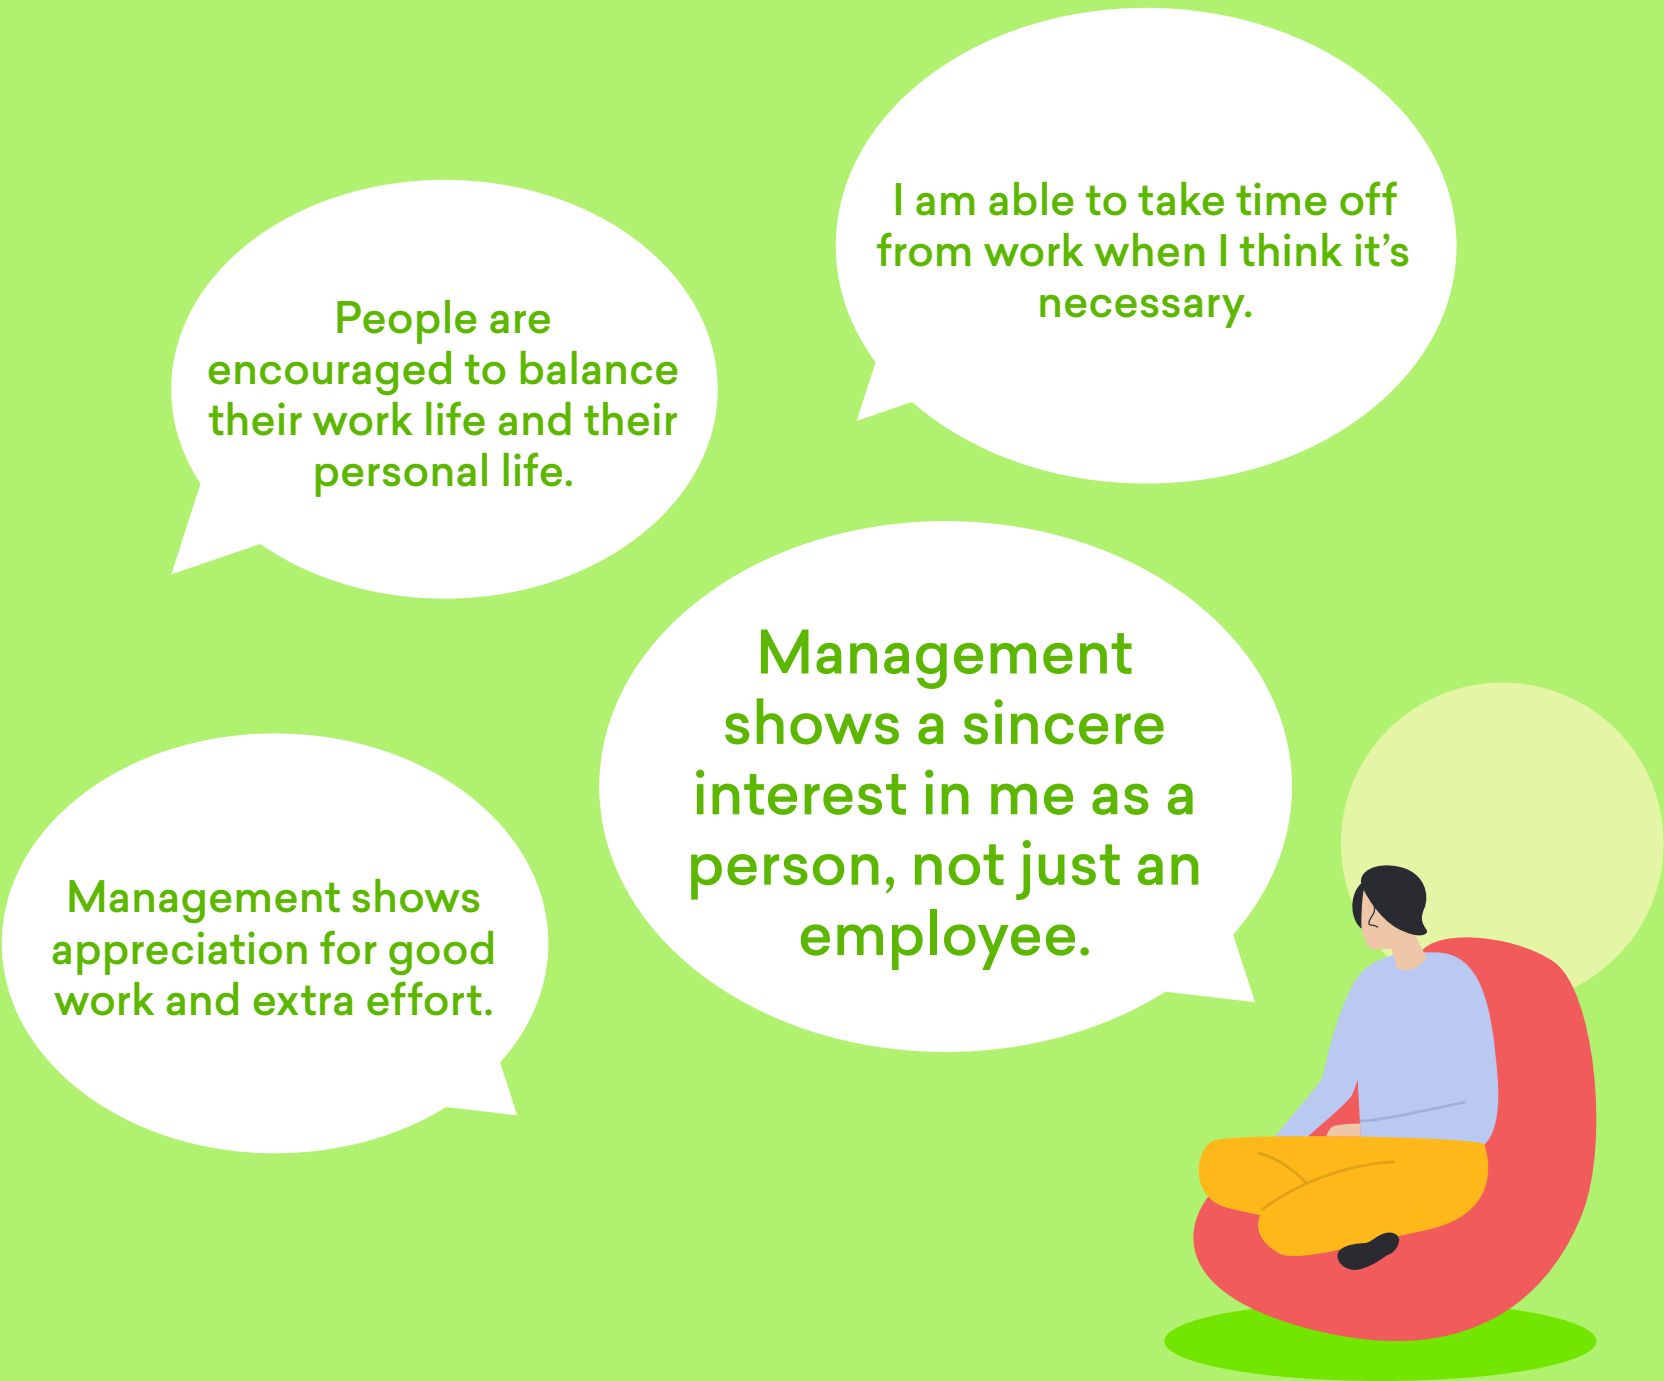 I am able to take time off
from work when I think it’s
necessary.
People are
encouraged to balance
their work life and their
personal life.
Management
shows a sincere
interest in me as a
person, not just an
employee.
Management shows
appreciation for good
work and extra effort.